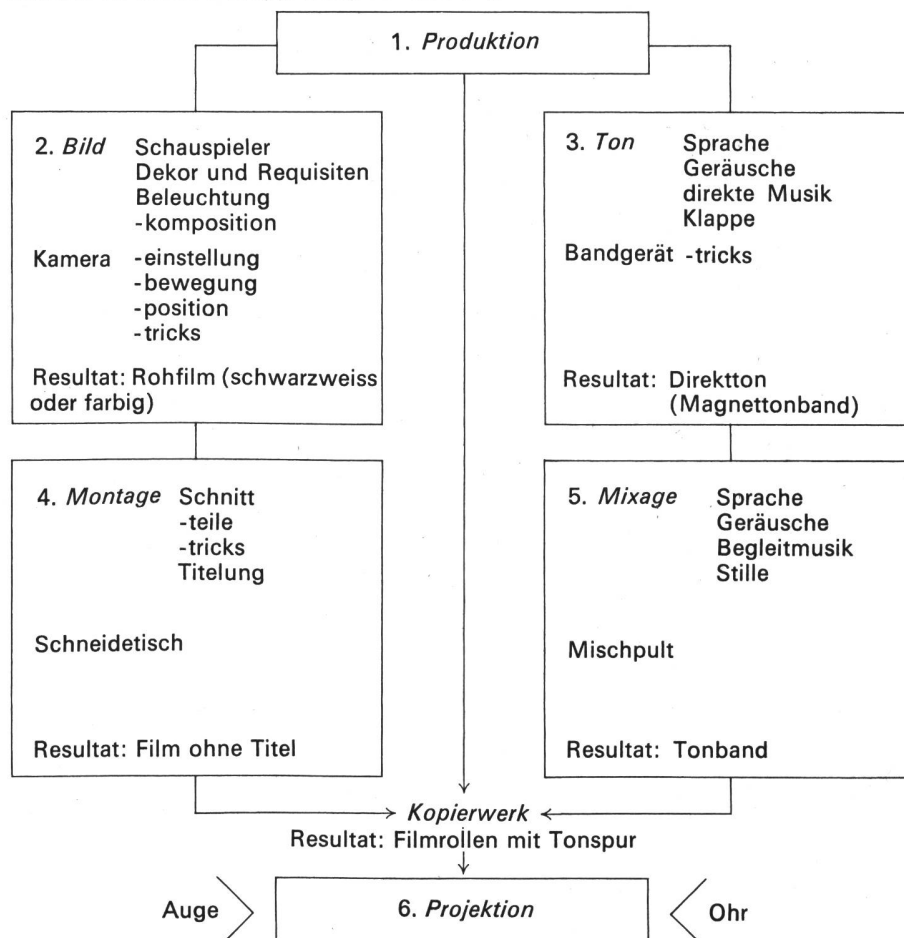 1. Produktion
2. Bild Schauspieler
Dekor und Requisiten
Beleuchtung
-komposition
Kamera -einstellung
-bewegung
-position
-tricks
Resultat: Rohfilm (schwarzweiss
oder farbig)
3. Ton Sprache
Geräusche
direkte Musik
Klappe
Bandgerät -tricks
Resultat: Direktton
(Magnettonband)
4. Montage Schnitt
-teile
-tricks
Titelung
Schneidetisch
Resultat: Film ohne Titel
5. Mixage Sprache
Geräusche
Begleitmusik
Stille
Mischpult
Resultat: Tonband
Kopierwerk
Resultat: Filmrollen mit Tonspur
Auge
6. Projektion
Ohr